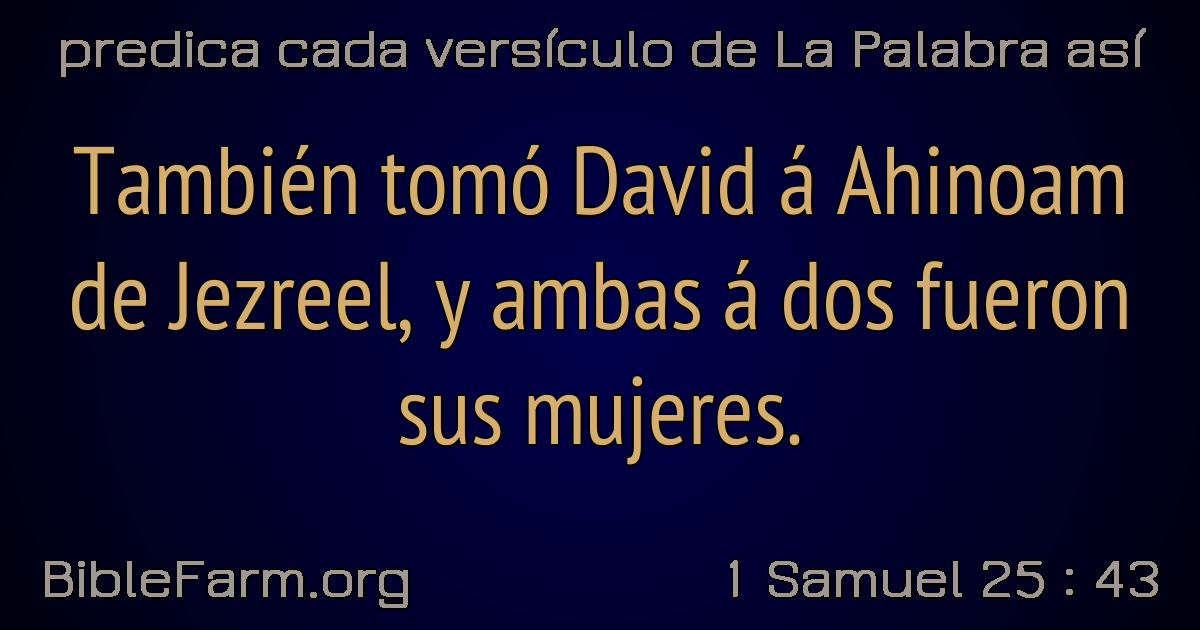 predica cada versículo de La Palabra así
También tomó David á Ahinoam
de Jezreel, y ambas á dos fueron
sus mujeres.
BibleFarm.org
1 Samuel 25 : 43